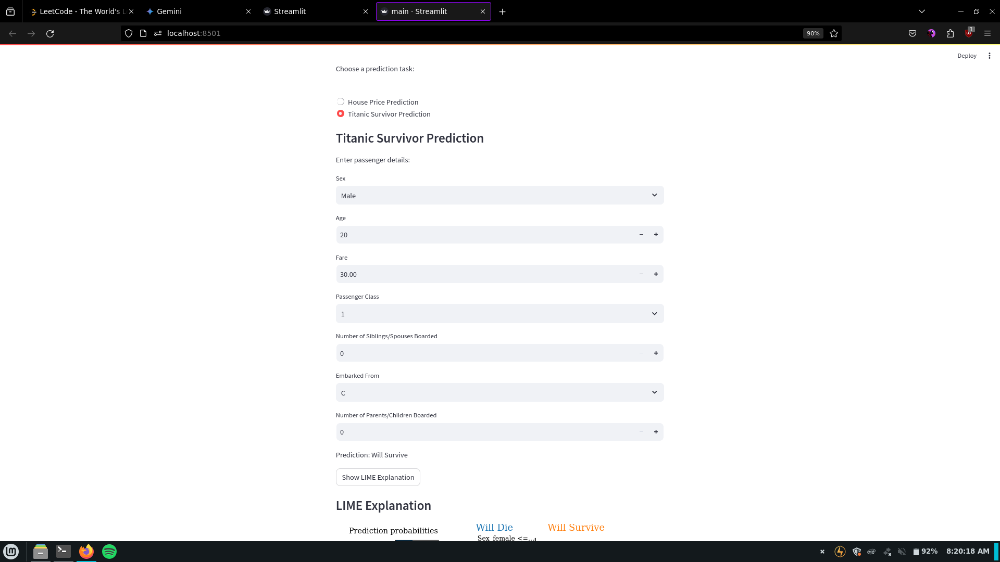 LeetCode - The World's L
Gemini
Streamlit
main · Streamlit
localhost:8501
90%
1
Deploy
Choose a prediction task:
House Price Prediction
Titanic Survivor Prediction
Titanic Survivor Prediction
Enter passenger details:
Sex
Male
Age
20
Fare
30.00
Passenger Class
1
Number of Siblings/Spouses Boarded
0
Embarked From
C
Number of Parents/Children Boarded
0
Prediction: Will Survive
Show LIME Explanation
LIME Explanation
Will Die
Will Survive
Prediction probabilities
Sex_female <=...
92%
8:20:18 AM